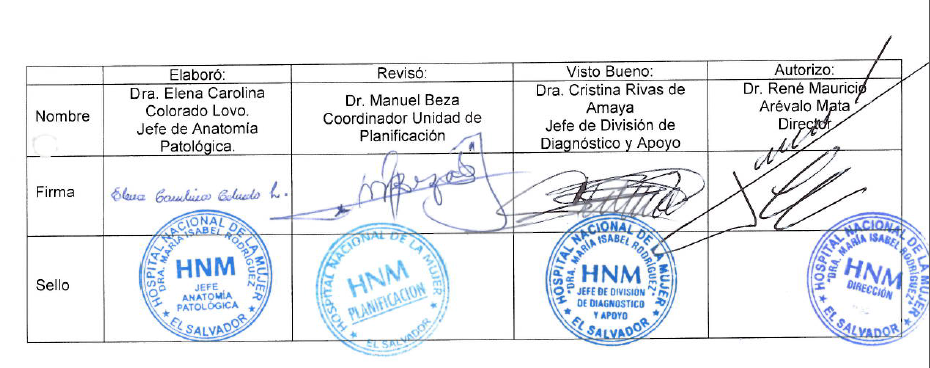 Elaboró: Revisó: Visto Bueno: Autorizo:
Nombre
Dra. Elena Carolina
Colorado Lovo.
Jefe de Anatomía
Patológica.
Dr. Manuel Beza
Coordinador Unidad de
Planificación
Dra. Cristina Rivas de
Amaya
Jefe de División de
Diagnóstico y Apoyo
Dr. René Mauricio
Arévalo Mata
Director
Firma
Elena Carolina Colorado L.
Sello
HOSPITAL NACIONAL DE LA MUJER
"DRA. MARÍA ISABEL RODRÍGUEZ"
HNM
JEFE
ANATOMÍA
PATOLÓGICA
EL SALVADOR
HOSPITAL NACIONAL DE LA MUJER
HNM
PLANIFICACION
EL SALVADOR
HOSPITAL NACIONAL DE LA MUJER
"DRA. MARIA ISABEL RODRÍGUEZ"
HNM
JEFE DE DIVISIÓN
DE DIAGNOSTICO
Y APOYO
EL SALVADOR
HOSPITAL NACIONAL DE LA MUJER
"DRA. MARÍA ISABEL RODRÍGUEZ"
HNM
DIRECCIÓN
EL SALVADOR